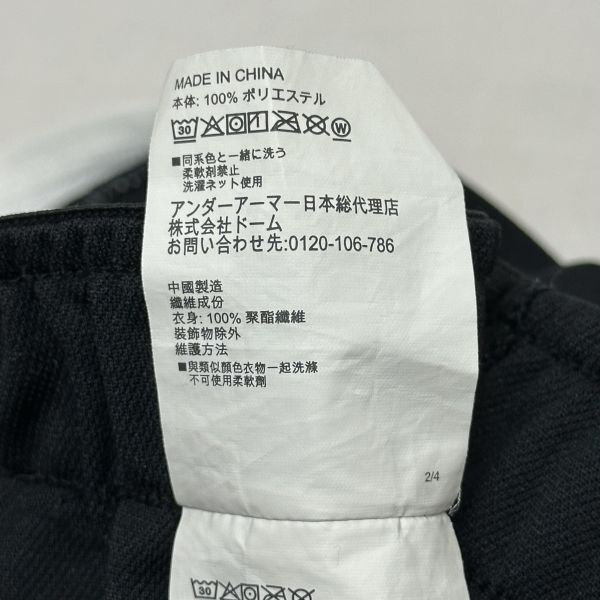 MADE IN CHINA
本体: 100% ポリエステル
30 W
■同系色と一緒に洗う
柔軟剤禁止
洗濯ネット使用
アンダーアーマー日本総代理店
株式会社ドーム
お問い合わせ先:0120-106-786
中國製造
纖維成份
衣身: 100% 聚酯纖維
裝飾物除外
維護方法
■與類似顏色衣物一起洗滌
不可使用柔軟劑
2/4
30